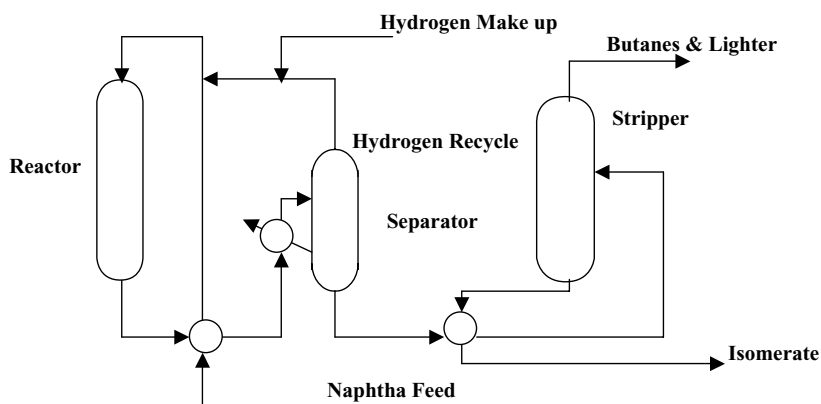 Hydrogen Make up
Butanes & Lighter
Stripper
Hydrogen Recycle
Reactor
Separator
Isomerate
Naphtha Feed